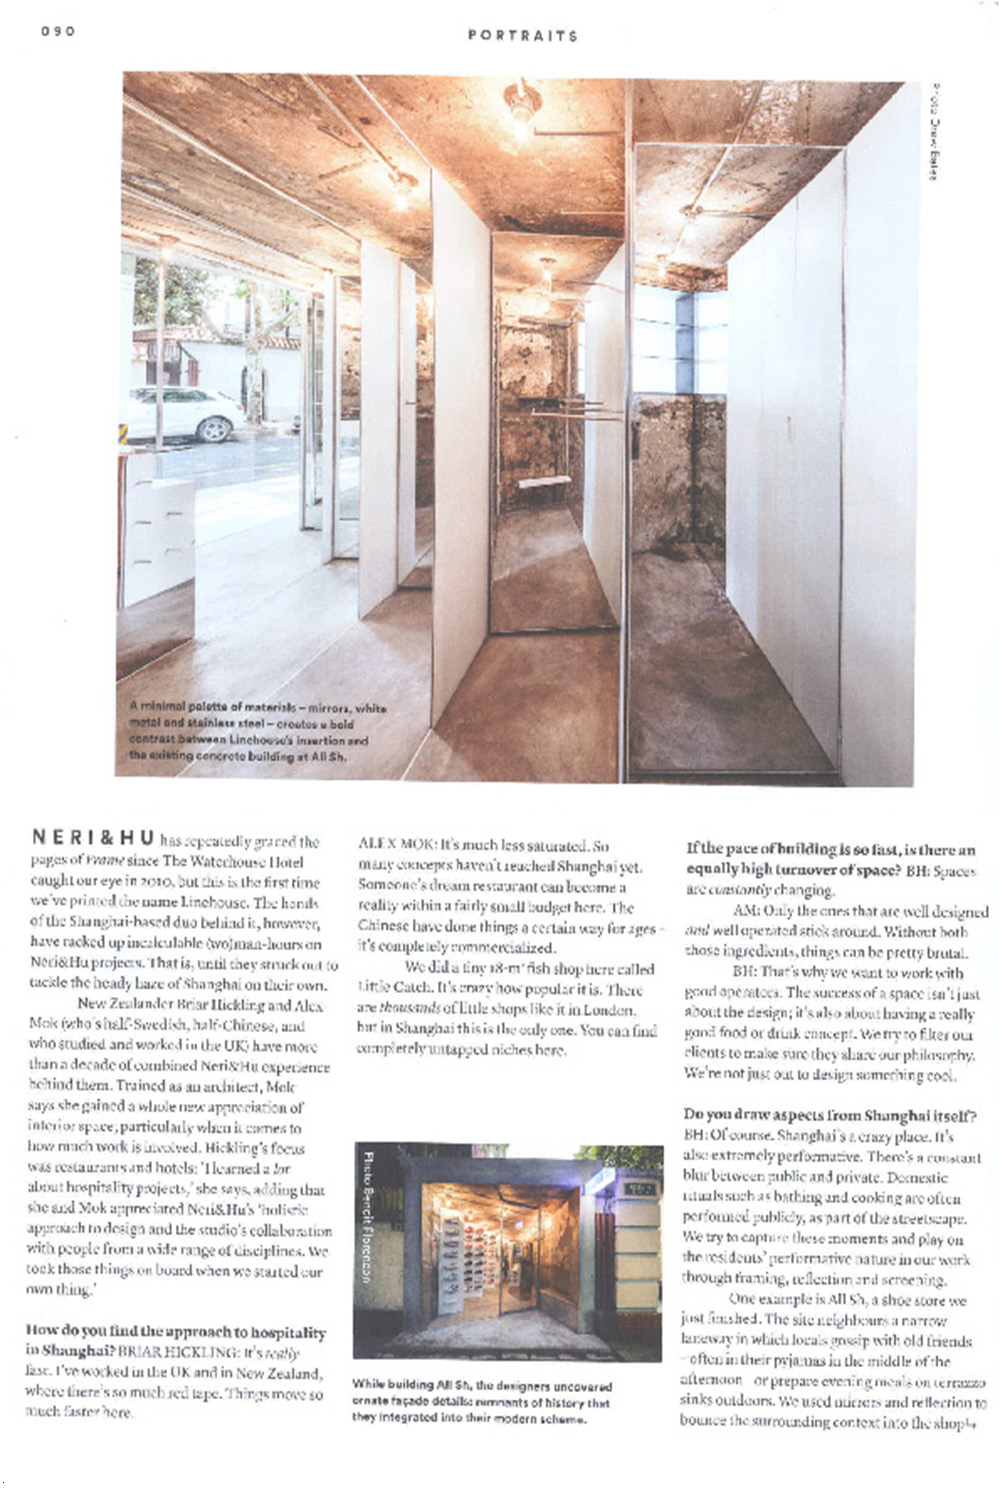 090
PORTRAITS
Photo Drew Bates
A minimal palette of materials – mirrors, white
metal and stainless steel – creates a bold
contrast between Linehouse's insertion and
the existing concrete building at All Sh.
NERI&HU has repeatedly graced the
pages of Frame since The Waterhouse Hotel
caught our eye in 2010, but this is the first time
we've printed the name Linehouse. The hands
of the Shanghai-based duo behind it, however,
have racked up incalculable (wo)man-hours on
Neri&Hu projects. That is, until they struck out to
tackle the heady haze of Shanghai on their own.
New Zealander Briar Hickling and Alex
Mok (who's half-Swedish, half-Chinese, and
who studied and worked in the UK) have more
than a decade of combined Neri&Hu experience
behind them. Trained as an architect, Mok
says she gained a whole new appreciation of
interior space, particularly when it comes to
how much work is involved. Hickling's focus
was restaurants and hotels: 'I learned a lot
about hospitality projects,' she says, adding that
she and Mok appreciated Neri&Hu's 'holistic
approach to design and the studio's collaboration
with people from a wide range of disciplines. We
took those things on board when we started our
own thing.'
How do you find the approach to hospitality
in Shanghai? BRIAR HICKLING: It's really
fast. I've worked in the UK and in New Zealand,
where there's so much red tape. Things move so
much faster here.
ALEX MOK: It's much less saturated. So
many concepts haven't reached Shanghai yet.
Someone's dream restaurant can become a
reality within a fairly small budget here. The
Chinese have done things a certain way for ages –
it's completely commercialized.
We did a tiny 18-m² fish shop here called
Little Catch. It's crazy how popular it is. There
are thousands of little shops like it in London,
but in Shanghai this is the only one. You can find
completely untapped niches here.
Photo Benoit Florençon
While building All Sh, the designers uncovered
ornate façade details: remnants of history that
they integrated into their modern scheme.
If the pace of building is so fast, is there an
equally high turnover of space? BH: Spaces
are constantly changing.
AM: Only the ones that are well designed
and well operated stick around. Without both
those ingredients, things can be pretty brutal.
BH: That's why we want to work with
good operators. The success of a space isn't just
about the design; it's also about having a really
good food or drink concept. We try to filter our
clients to make sure they share our philosophy.
We're not just out to design something cool.
Do you draw aspects from Shanghai itself?
BH: Of course. Shanghai's a crazy place. It's
also extremely performative. There's a constant
blur between public and private. Domestic
rituals such as bathing and cooking are often
performed publicly, as part of the streetscape.
We try to capture these moments and play on
the residents' performative nature in our work
through framing, reflection and screening.
One example is All Sh, a shoe store we
just finished. The site neighbours a narrow
laneway in which locals gossip with old friends
– often in their pyjamas in the middle of the
afternoon – or prepare evening meals on terrazzo
sinks outdoors. We used mirrors and reflection to
bounce the surrounding context into the shop↳